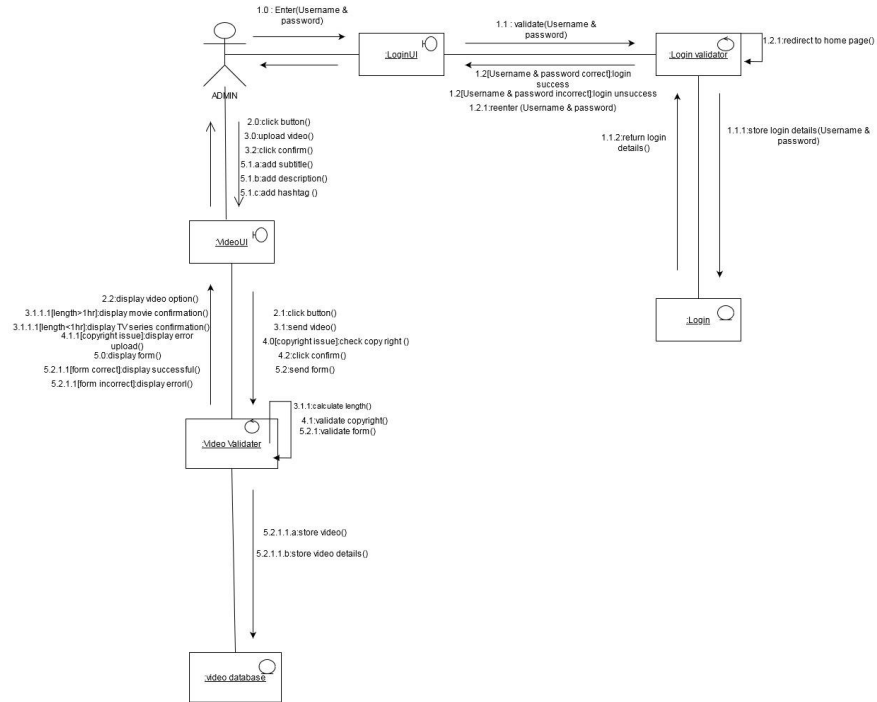 1.0 : Enter(Username &
password)
:LoginUI
1.1 : validate(Username &
password)
:Login validator
1.2.1:redirect to home page()
1.2[Username & password correct]:login
success
1.2[Username & password incorrect]:login unsuccess
1.2.1:reenter (Username & password)
ADMIN
1.1.2:return login
details()
1.1.1:store login details(Username &
password)
2.0:click button()
3.0:upload video()
3.2:click confirm()
5.1.a:add subtitle()
5.1.b:add description()
5.1.c:add hashtag ()
:VideoUI
:Login
2.2:display video option()
3.1.1.1[length>1hr]:display movie confirmation()
3.1.1.1[length<1hr]:display TV series confirmation()
4.1.1[copyright issue]:display error
upload()
5.0:display form()
5.2.1.1[form correct]:display successful()
5.2.1.1[form incorrect]:display errorl()
2.1:click button()
3.1:send video()
4.0[copyright issue]:check copy right ()
4.2:click confirm()
5.2:send form()
3.1.1:calculate length()
4.1:validate copyright()
5.2.1:validate form()
:Video Validater
5.2.1.1.a:store video()
5.2.1.1.b:store video details()
:video database